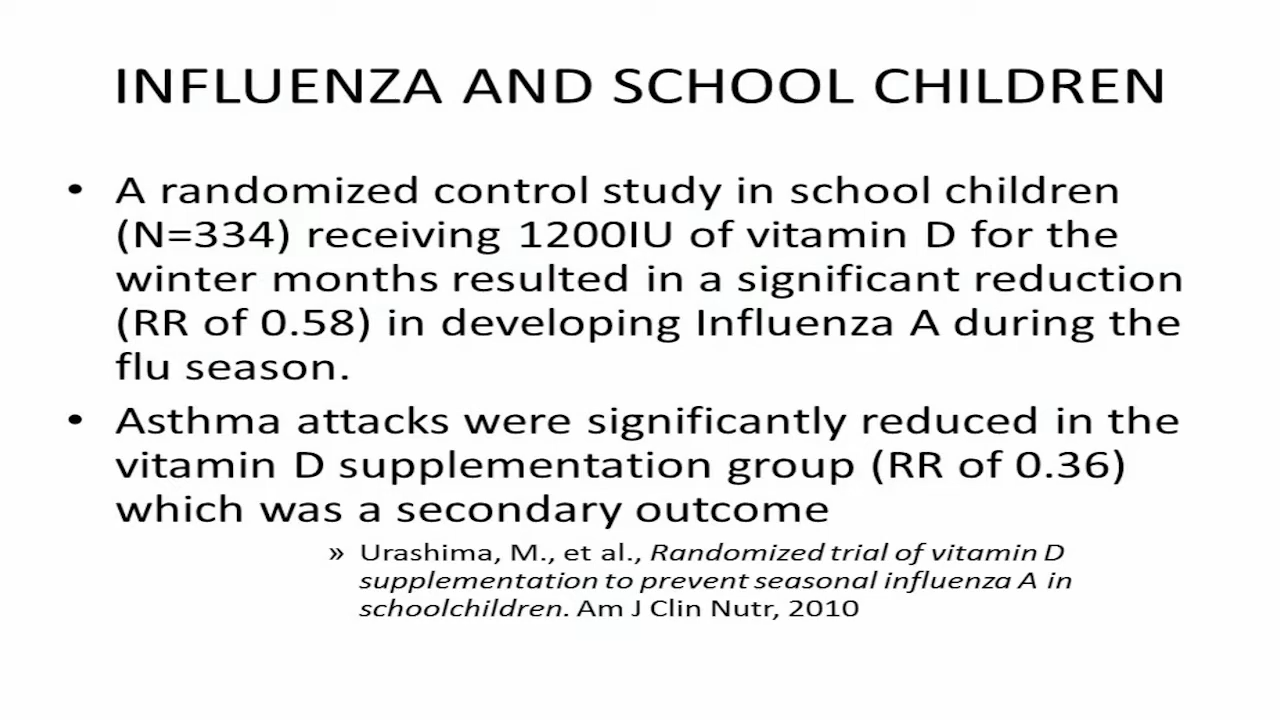 INFLUENZA AND SCHOOL CHILDREN
• A randomized control study in school children
(N=334) receiving 1200IU of vitamin D for the
winter months resulted in a significant reduction
(RR of 0.58) in developing Influenza A during the
flu season.
• Asthma attacks were significantly reduced in the
vitamin D supplementation group (RR of 0.36)
which was a secondary outcome
» Urashima, M., et al., Randomized trial of vitamin D
supplementation to prevent seasonal influenza A in
schoolchildren. Am J Clin Nutr, 2010